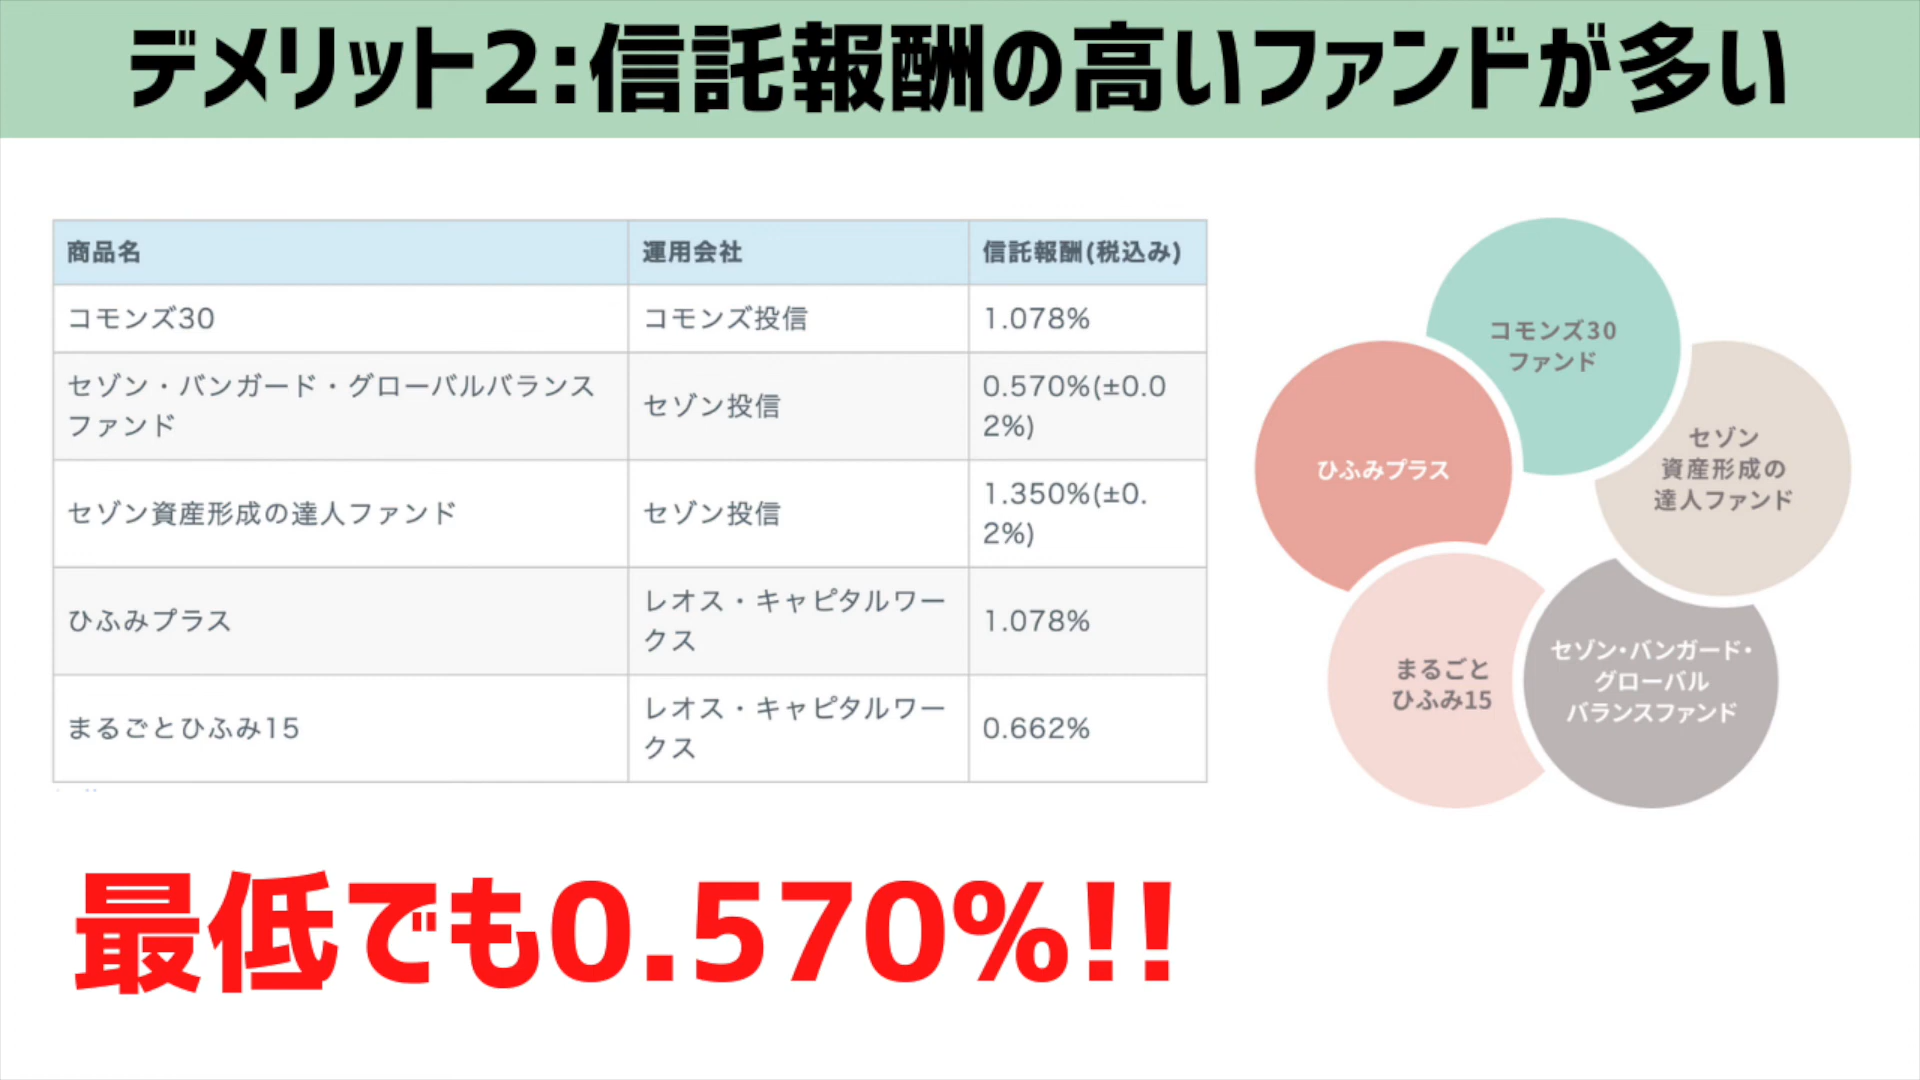 デメリット2:信託報酬の高いファンドが多い
商品名
運用会社
信託報酬(税込み)
コモンズ30
コモンズ投信
1.078%
セゾン・バンガード・グローバルバランス
ファンド
セゾン投信
0.570%(±0.0
2%)
セゾン資産形成の達人ファンド
セゾン投信
1.350%(±0.
2%)
ひふみプラス
レオス・キャピタルワー
クス
1.078%
まるごとひふみ15
レオス・キャピタルワー
クス
0.662%
コモンズ30
ファンド
セゾン
資産形成の
達人ファンド
ひふみプラス
まるごと
ひふみ15
セゾン・バンガード・
グローバル
バランスファンド
最低でも0.570%!!